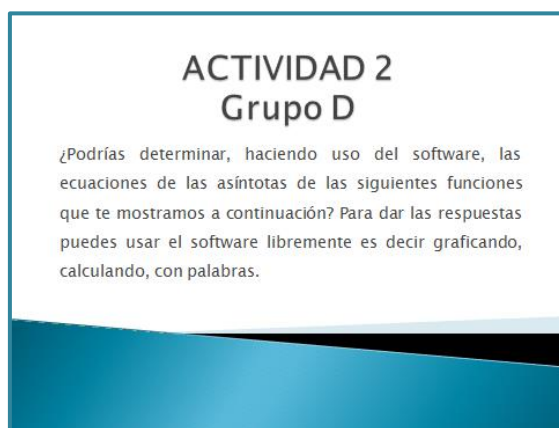 ACTIVIDAD 2
Grupo D
¿Podrías determinar, haciendo uso del software, las
ecuaciones de las asíntotas de las siguientes funciones
que te mostramos a continuación? Para dar las respuestas
puedes usar el software libremente es decir graficando,
calculando, con palabras.